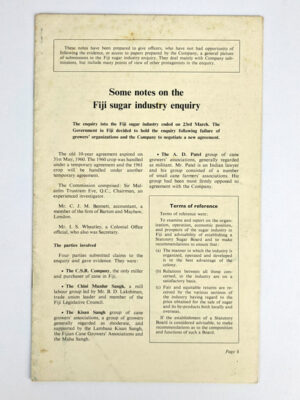 These notes have been prepared to give officers, who have not had opportunity of
following the evidence, or access to papers prepared by the Company, a general picture
of submissions to the Fiji sugar industry enquiry. They deal mainly with Company sub-
missions, but include many points of view of other protagonists in the enquiry.
Some notes on the
Fiji sugar industry enquiry
The enquiry into the Fiji sugar industry ended on 23rd March. The
Government in Fiji decided to hold the enquiry following failure of
growers' organizations and the Company to negotiate a new agreement.
The old 10-year agreement expired on
31st May, 1960. The 1960 crop was handled
under a temporary agreement and the 1961
crop will be handled under another
temporary agreement.
The Commission comprised: Sir Mal-
colm Trustram Eve, Q.C.; Chairman, an
experienced investigator.
Mr. C. J. M. Bennett, accountant, a
member of the firm of Barton and Mayhew,
London.
Mr. J. S. Wheatley, a Colonial Office
official, who also was Secretary.
The parties involved
Four parties submitted claims to the
enquiry and gave evidence. They were:
• The C.S.R. Company, the only miller
and purchaser of cane in Fiji.
• The Chini Mazdur Sangh, a mill
labour group led by Mr. B. D. Lakshman,
trade union leader and member of the
Fiji Legislative Council.
• The Kisan Sangh group of cane
growers' associations, a group of growers
generally regarded as moderate, and
supported by the Lambasa Kisan Sangh,
the Fijian Cane Growers' Associations and
the Maha Sangh.
• The A. D. Patel group of cane
growers' associations, generally regarded
as militant. Mr. Patel is an Indian lawyer
and his group consisted of a number
of small cane farmers' associations. His
group had been most firmly opposed to
agreement with the Company.
Terms of reference
Terms of reference were:
To examine and report on the organ-
ization, operation, economic position,
and prospects of the sugar industry in
Fiji and advisability of establishing a
Statutory Sugar Board and to make
recommendations to ensure that:
(a) The manner in which the industry is
organized, operated and developed
is to the best advantage of the
colony.
(b) Relations between all those con-
cerned, in the industry are on a
satisfactory basis.
(c) Fair and equitable returns are re-
ceived by the various sections of
the industry having regard to the
price obtained for the sale of sugar
and its by-products both locally and
overseas.
If the establishment of a Statutory
Board is considered advisable, to make
recommendations as to the composition
and functions of such a Board.
Page